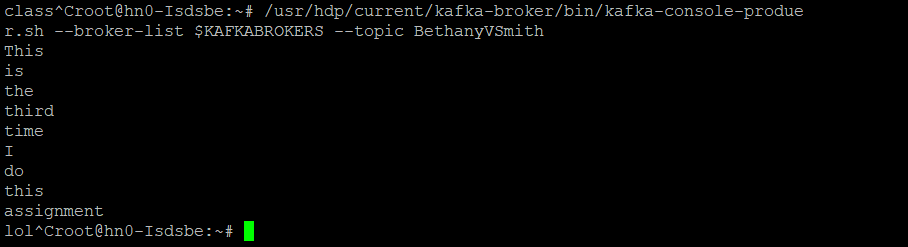 class^Croot@hn0-Isdsbe:~# /usr/hdp/current/kafka-broker/bin/kafka-console-produe
r.sh --broker-list $KAFKABROKERS --topic BethanyVSmith
This
is
the
third
time
I
do
this
assignment
lol^Croot@hn0-Isdsbe:~#